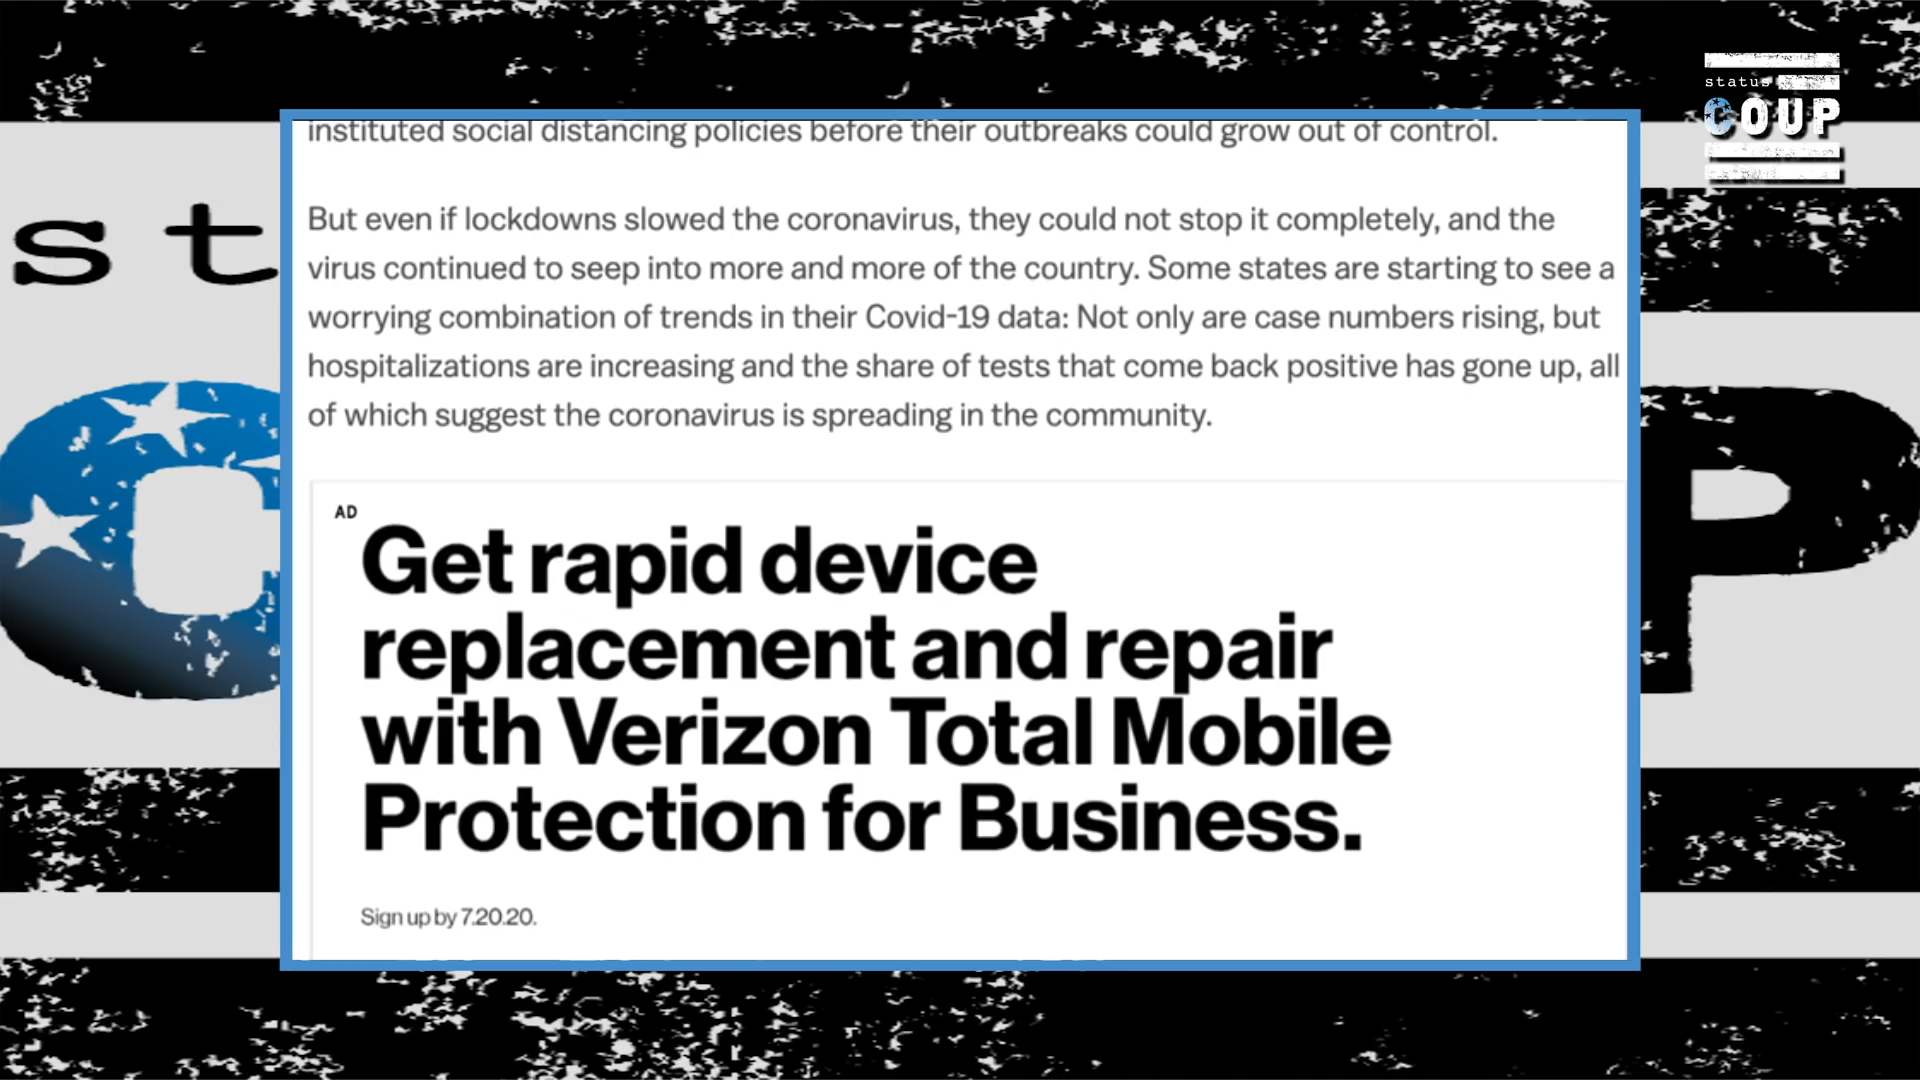 status
COUP
instituted social distancing policies before their outbreaks could grow out of control.
But even if lockdowns slowed the coronavirus, they could not stop it completely, and the
virus continued to seep into more and more of the country. Some states are starting to see a
worrying combination of trends in their Covid-19 data: Not only are case numbers rising, but
hospitalizations are increasing and the share of tests that come back positive has gone up, all
of which suggest the coronavirus is spreading in the community.
AD
Get rapid device
replacement and repair
with Verizon Total Mobile
Protection for Business.
Sign up by 7.20.20.
st
C
P